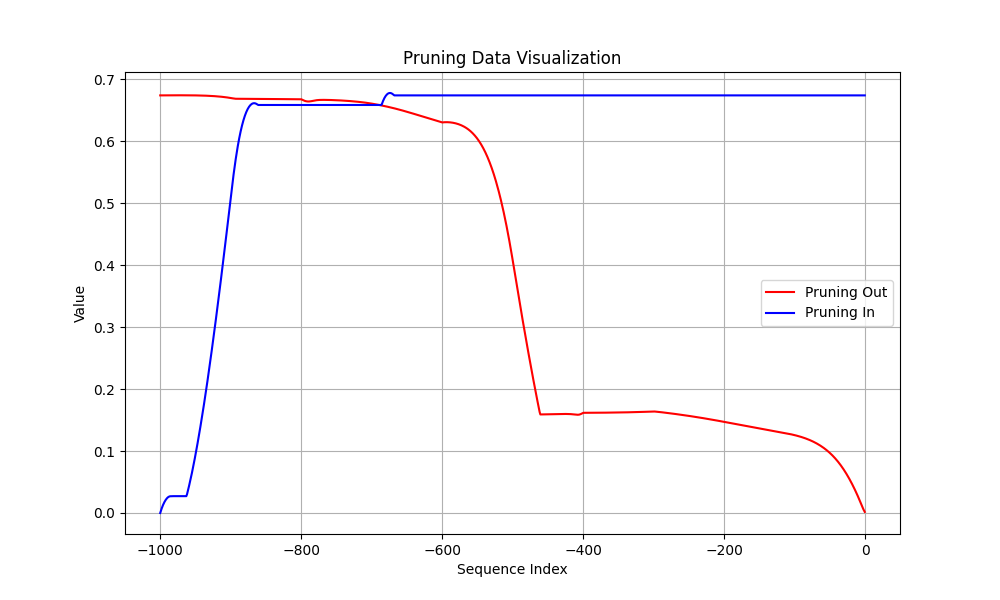 Pruning Data Visualization
0.7
0.6
0.5
0.4
0.3
0.2
0.1
0.0
Value
Pruning Out
Pruning In
−1000
−800
−600
−400
−200
0
Sequence Index